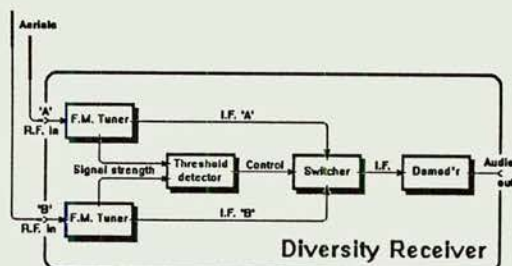 Aerials
'A'
R.F. in
F.M. Tuner
I.F. 'A'
Signal strength
Threshold
detector
Control
Switcher
I.F.
Demod'r
Audio
out
'B'
R.F. in
F.M. Tuner
I.F. "B"
Diversity Receiver